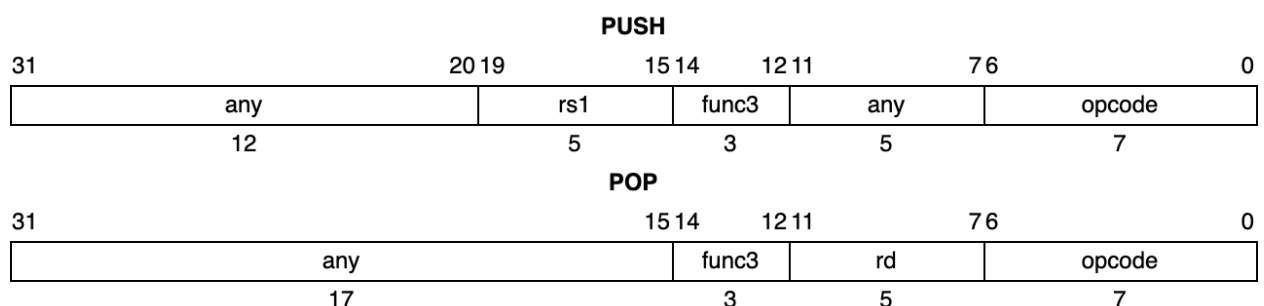 PUSH
31 20 19 15 14 12 11 7 6 0
any rs1 func3 any opcode
12 5 3 5 7
POP
31 15 14 12 11 7 6 0
any func3 rd opcode
17 3 5 7